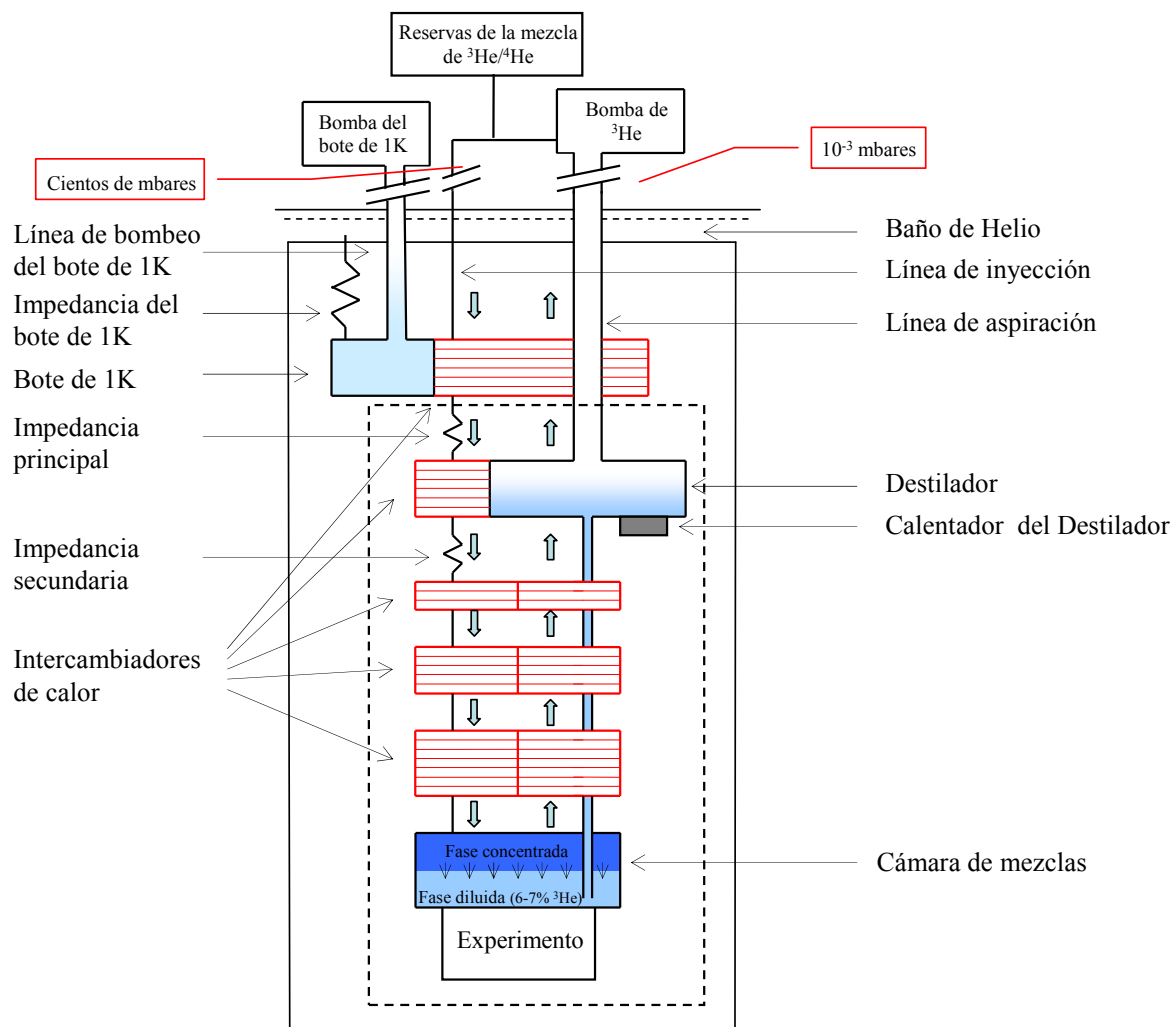 Reservas de la mezcla
de ³He/⁴He
Bomba del
bote de 1K
Bomba de
³He
Cientos de mbares
10⁻³ mbares
Línea de bombeo
del bote de 1K
Impedancia del
bote de 1K
Bote de 1K
Impedancia
principal
Impedancia
secundaria
Intercambiadores
de calor
Baño de Helio
Línea de inyección
Línea de aspiración
Destilador
Calentador del Destilador
Cámara de mezclas
Fase concentrada
Fase diluida (6-7% ³He)
Experimento